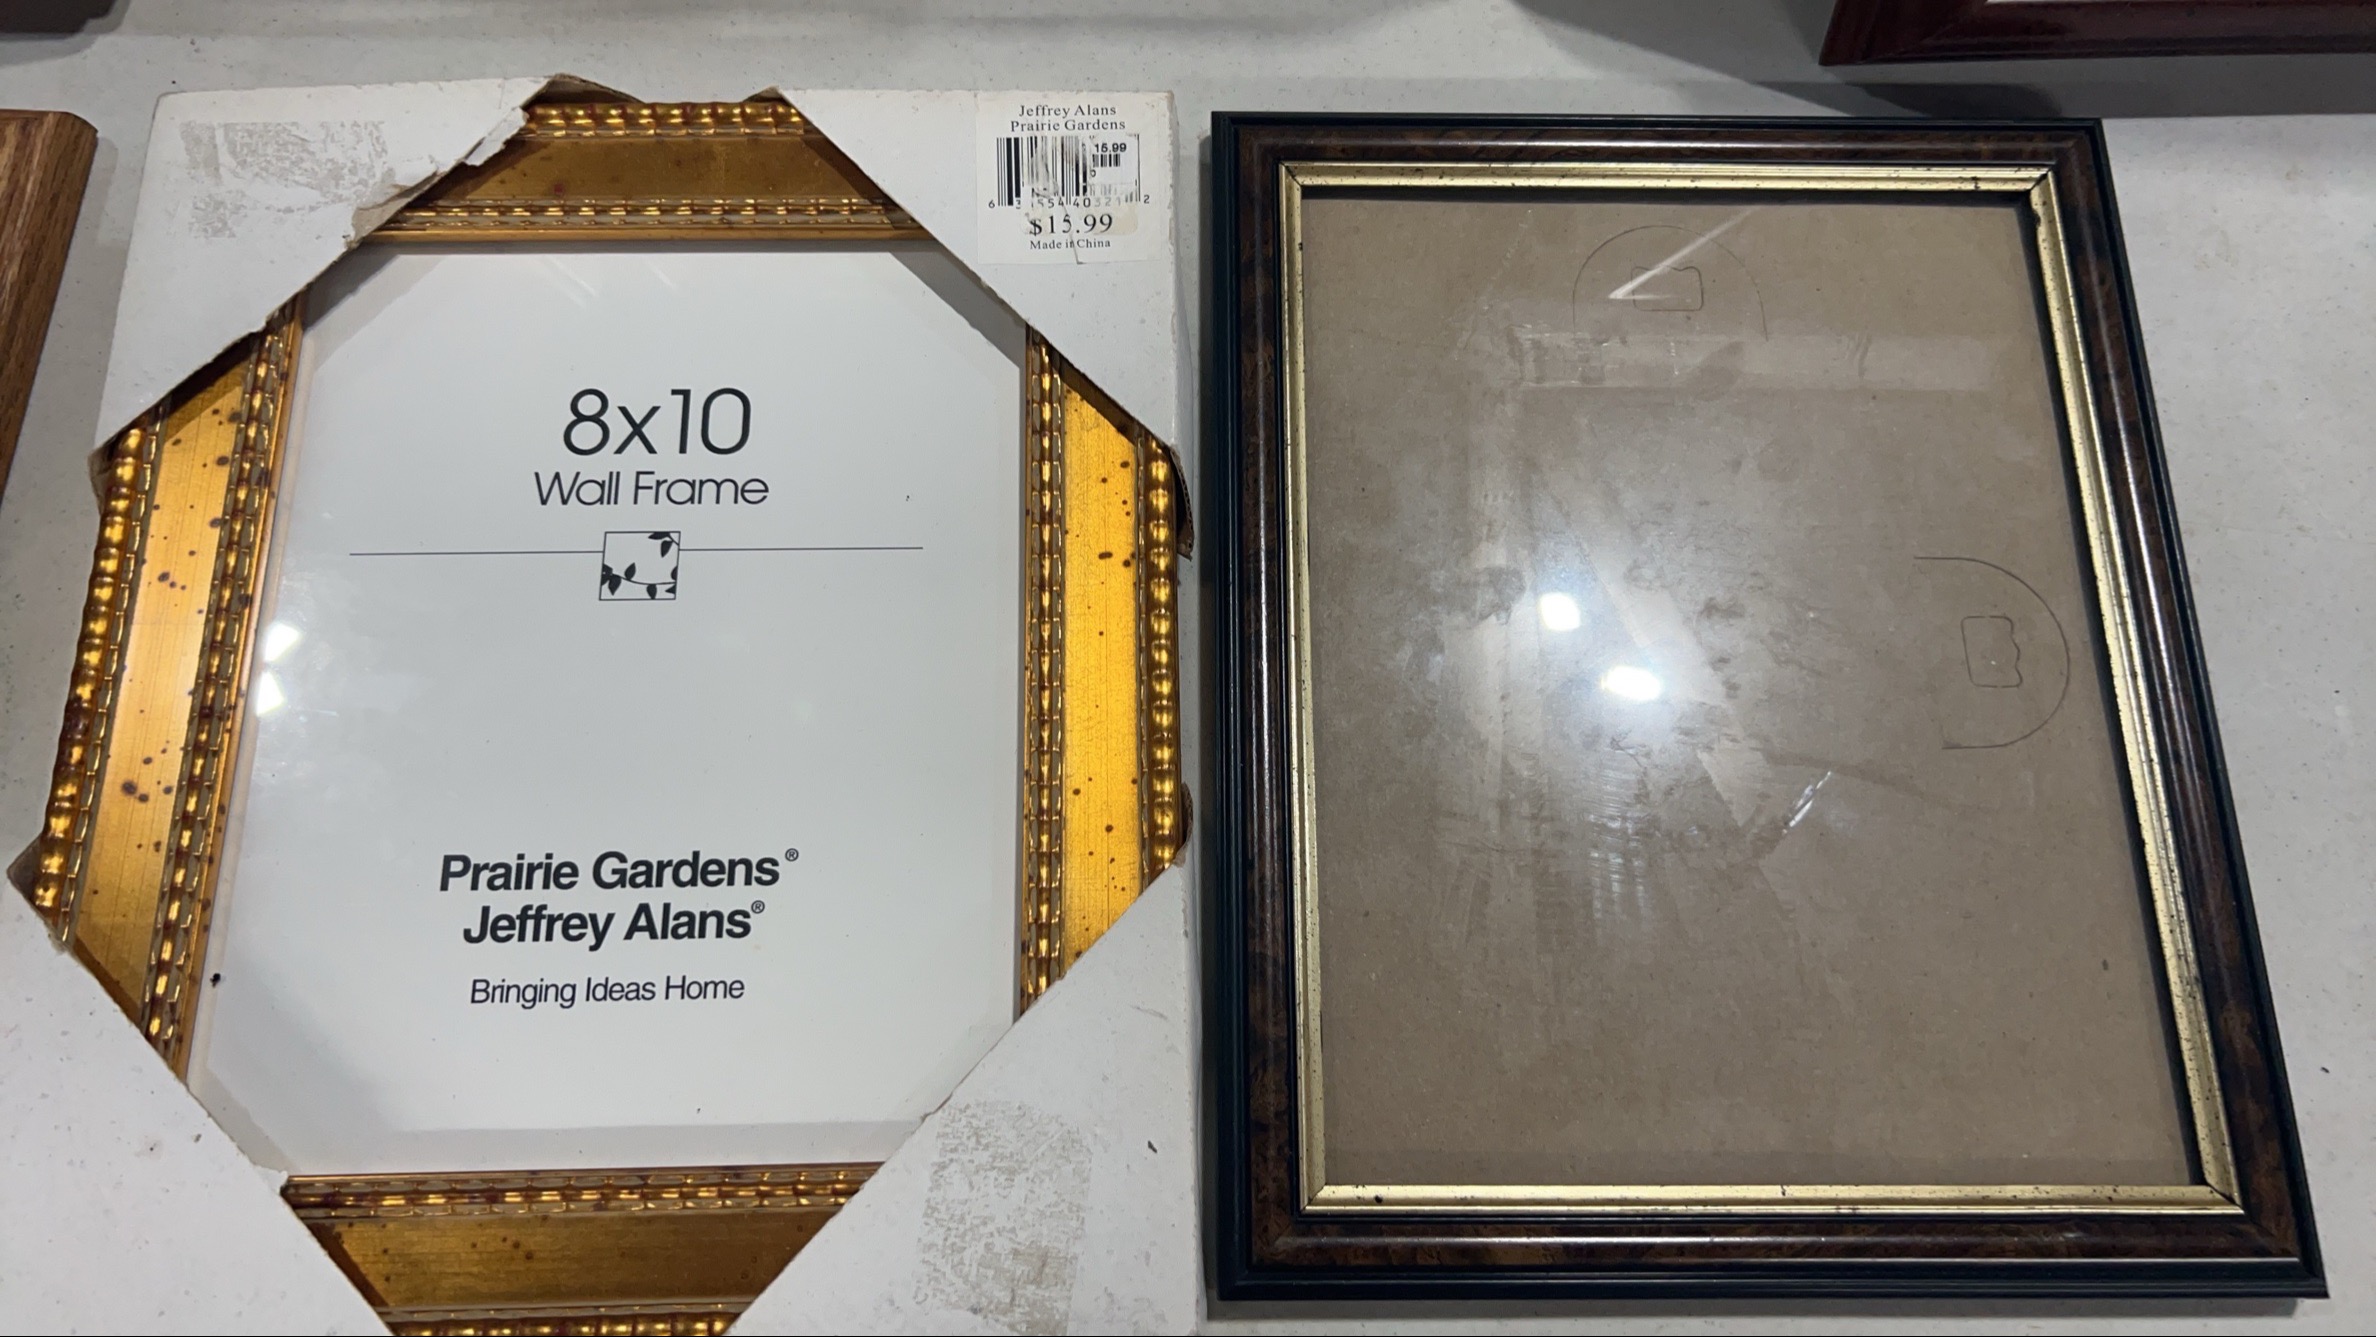 Jeffrey Alans
Prairie Gardens
15.99
$15.99
Made in China
8x10
Wall Frame
Prairie Gardens®
Jeffrey Alans®
Bringing Ideas Home